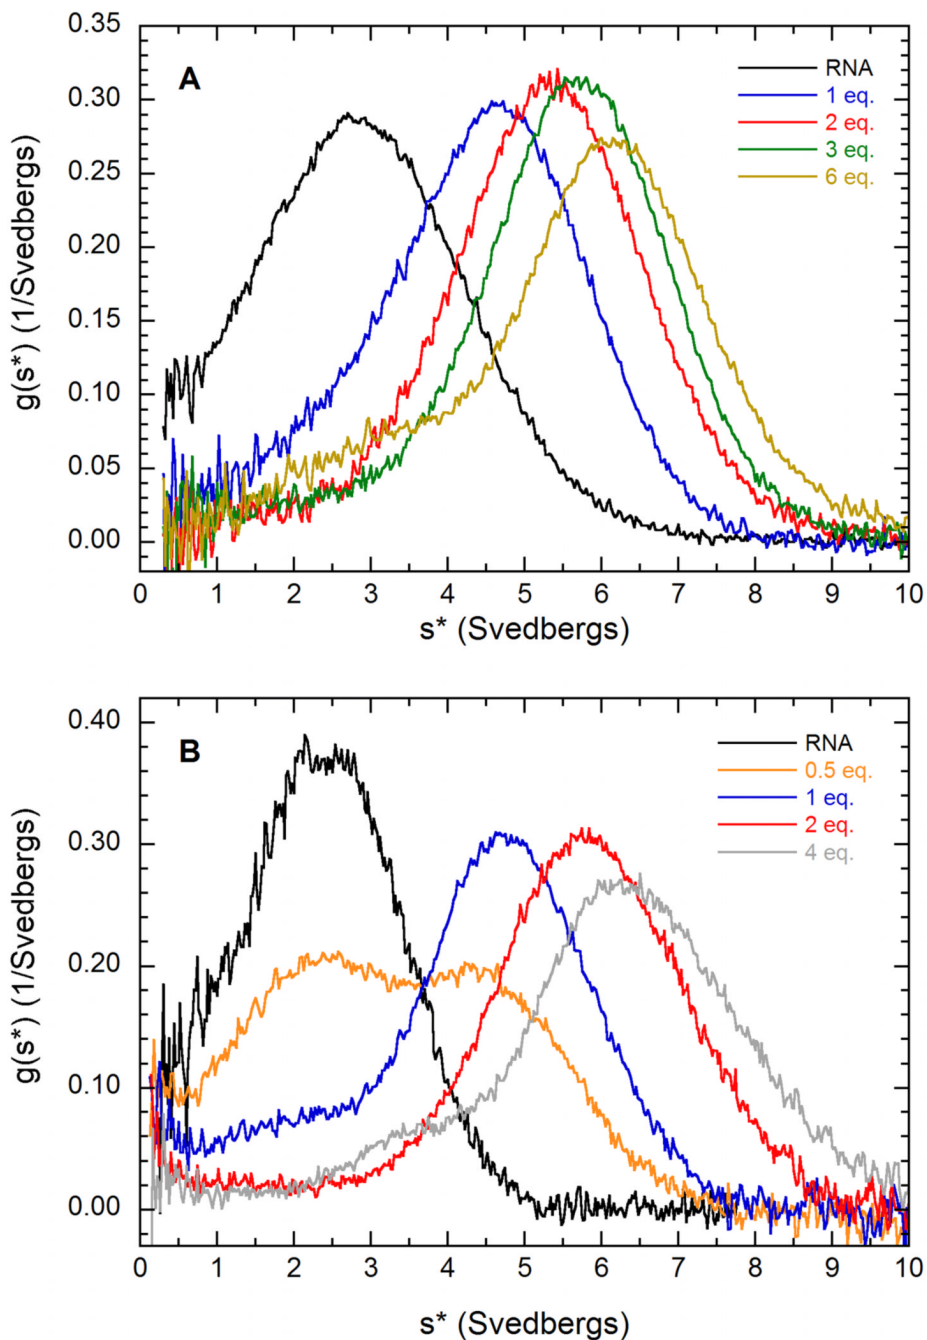 0.35
A
RNA
1 eq.
2 eq.
3 eq.
6 eq.
0.30
0.25
0.20
0.15
0.10
0.05
0.00
g(s*) (1/Svedbergs)
0 1 2 3 4 5 6 7 8 9 10
s* (Svedbergs)
0.40
B
RNA
0.5 eq.
1 eq.
2 eq.
4 eq.
0.30
0.20
0.10
0.00
g(s*) (1/Svedbergs)
0 1 2 3 4 5 6 7 8 9 10
s* (Svedbergs)